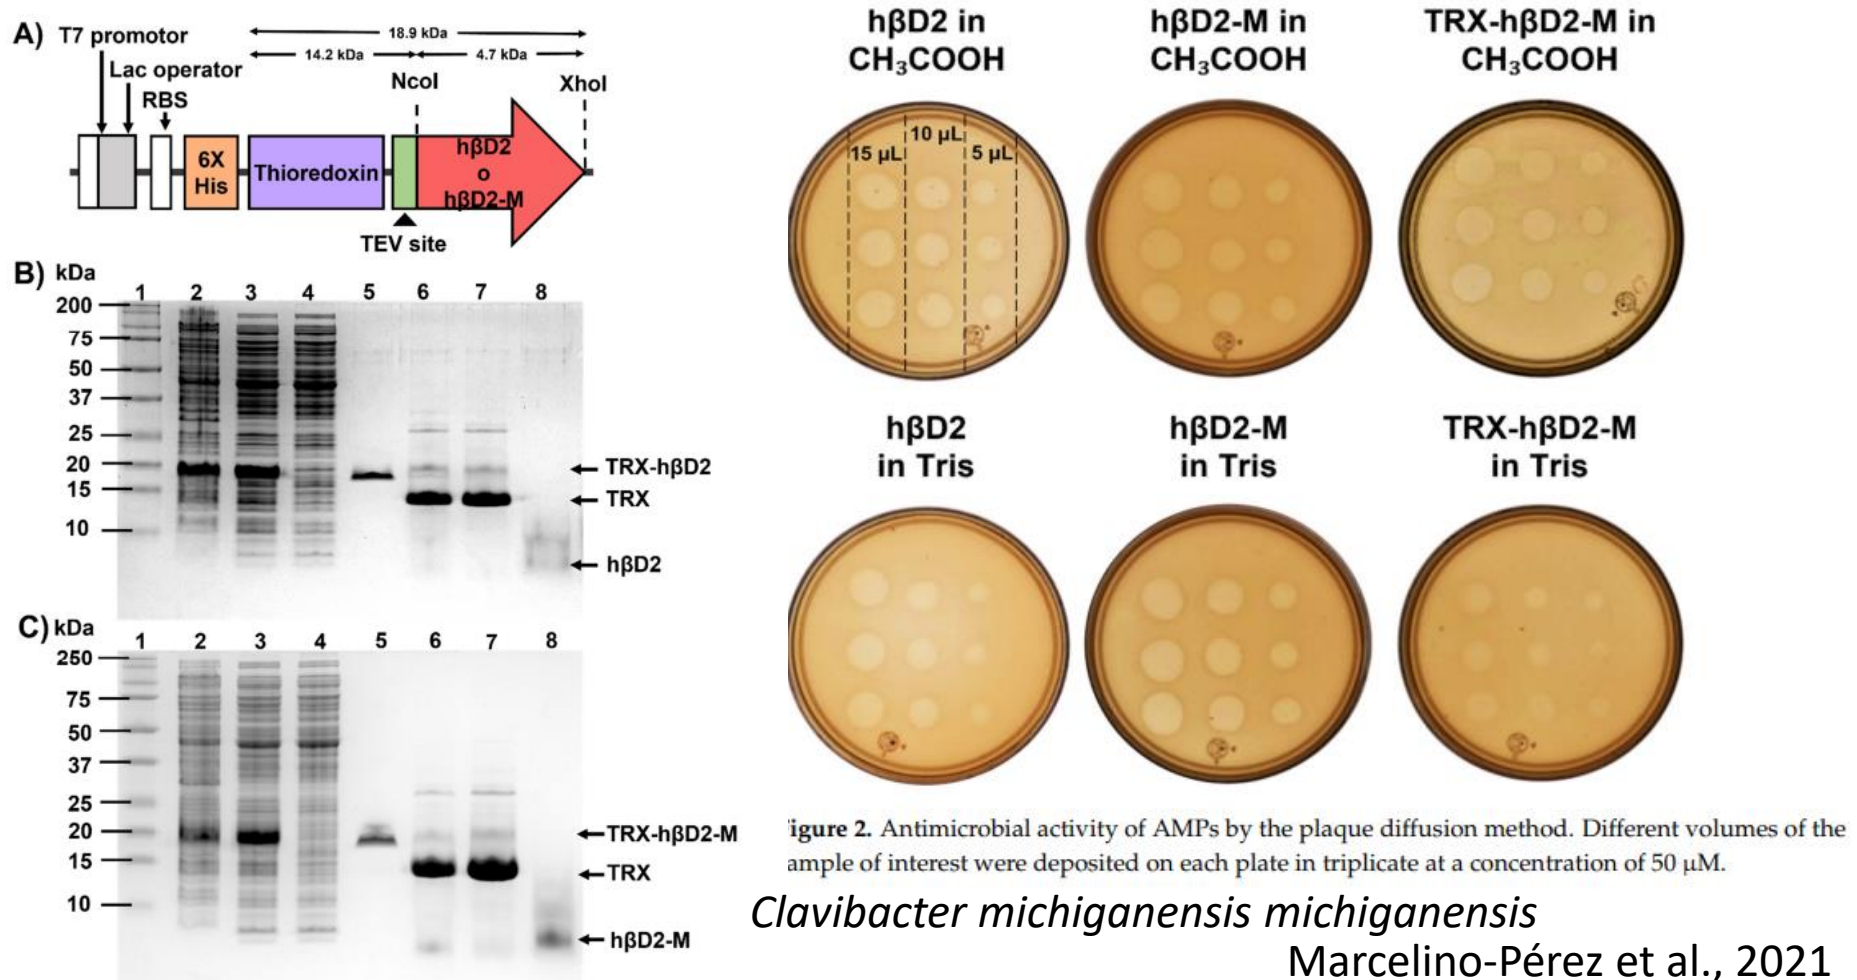 A)
T7 promotor
Lac operator
RBS
18.9 kDa
14.2 kDa
4.7 kDa
NcoI
XhoI
6X
His
Thioredoxin
hβD2
o
hβD2-M
TEV site
B) kDa
1 2 3 4 5 6 7 8
200
75
50
37
25
20
15
10
TRX-hβD2
TRX
hβD2
C) kDa
1 2 3 4 5 6 7 8
250
75
50
37
25
20
15
10
TRX-hβD2-M
TRX
hβD2-M
hβD2 in
CH₃COOH
hβD2-M in
CH₃COOH
TRX-hβD2-M in
CH₃COOH
15 µL
10 µL
5 µL
hβD2
in Tris
hβD2-M
in Tris
TRX-hβD2-M
in Tris
igure 2. Antimicrobial activity of AMPs by the plaque diffusion method. Different volumes of the
ample of interest were deposited on each plate in triplicate at a concentration of 50 µM.
Clavibacter michiganensis michiganensis
Marcelino-Pérez et al., 2021